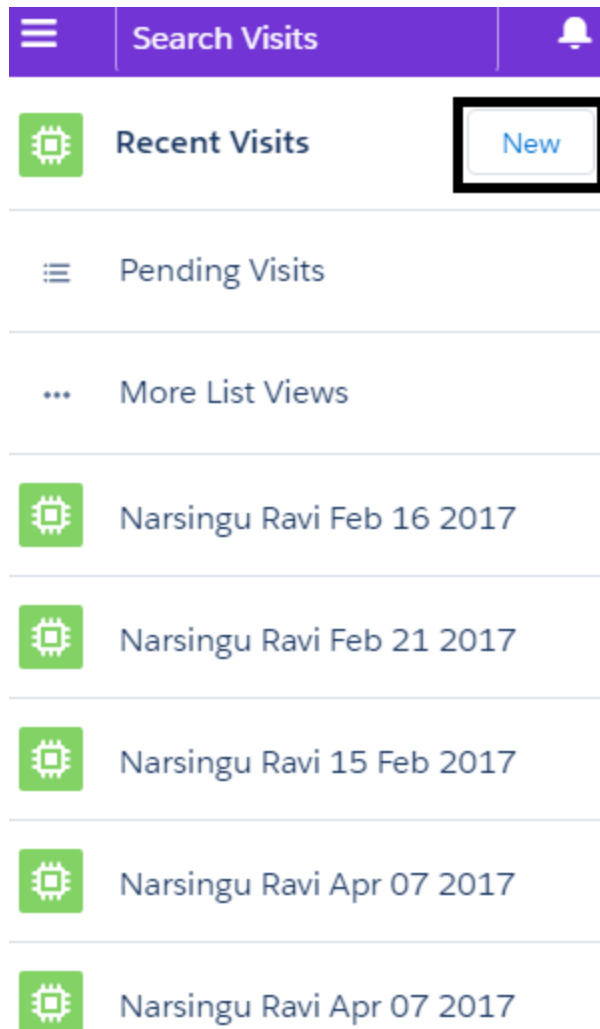 Search Visits
Recent Visits
New
Pending Visits
More List Views
Narsingu Ravi Feb 16 2017
Narsingu Ravi Feb 21 2017
Narsingu Ravi 15 Feb 2017
Narsingu Ravi Apr 07 2017
Narsingu Ravi Apr 07 2017